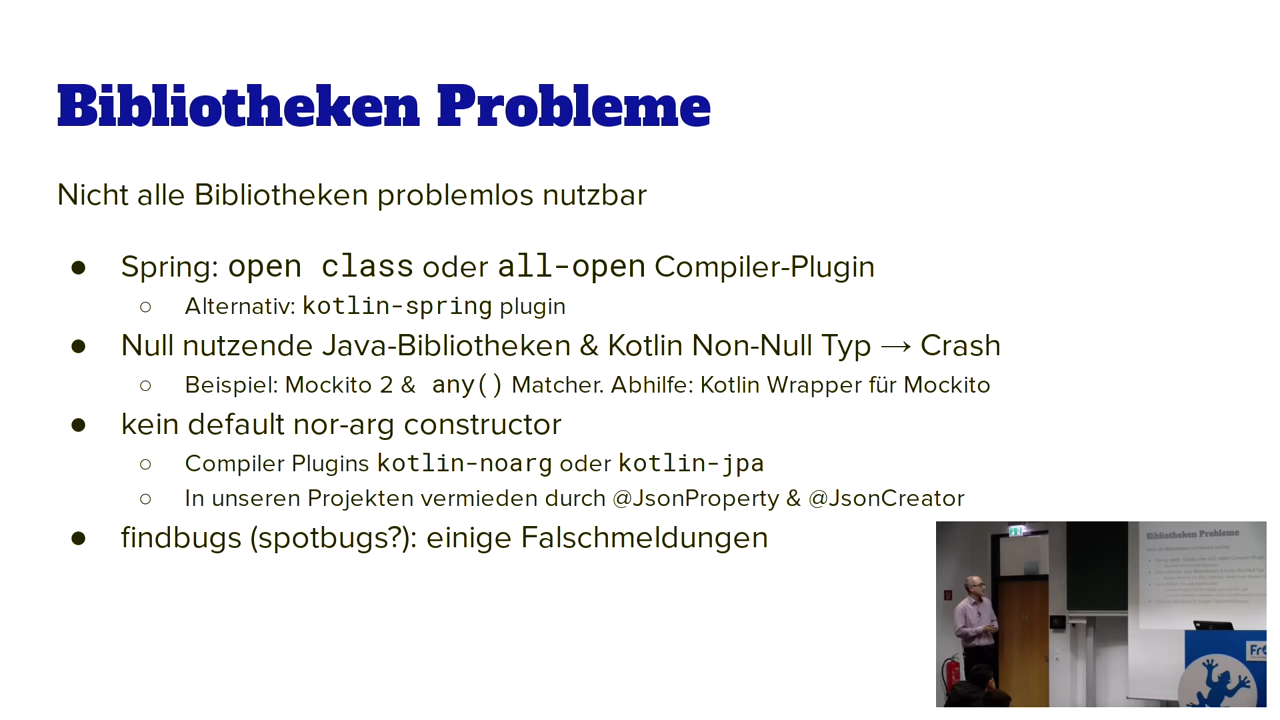 Bibliotheken Probleme
Nicht alle Bibliotheken problemlos nutzbar
● Spring: open class oder all-open Compiler-Plugin
○ Alternativ: kotlin-spring plugin
● Null nutzende Java-Bibliotheken & Kotlin Non-Null Typ → Crash
○ Beispiel: Mockito 2 & any() Matcher. Abhilfe: Kotlin Wrapper für Mockito
● kein default nor-arg constructor
○ Compiler Plugins kotlin-noarg oder kotlin-jpa
○ In unseren Projekten vermieden durch @JsonProperty & @JsonCreator
● findbugs (spotbugs?): einige Falschmeldungen
Bibliotheken Probleme